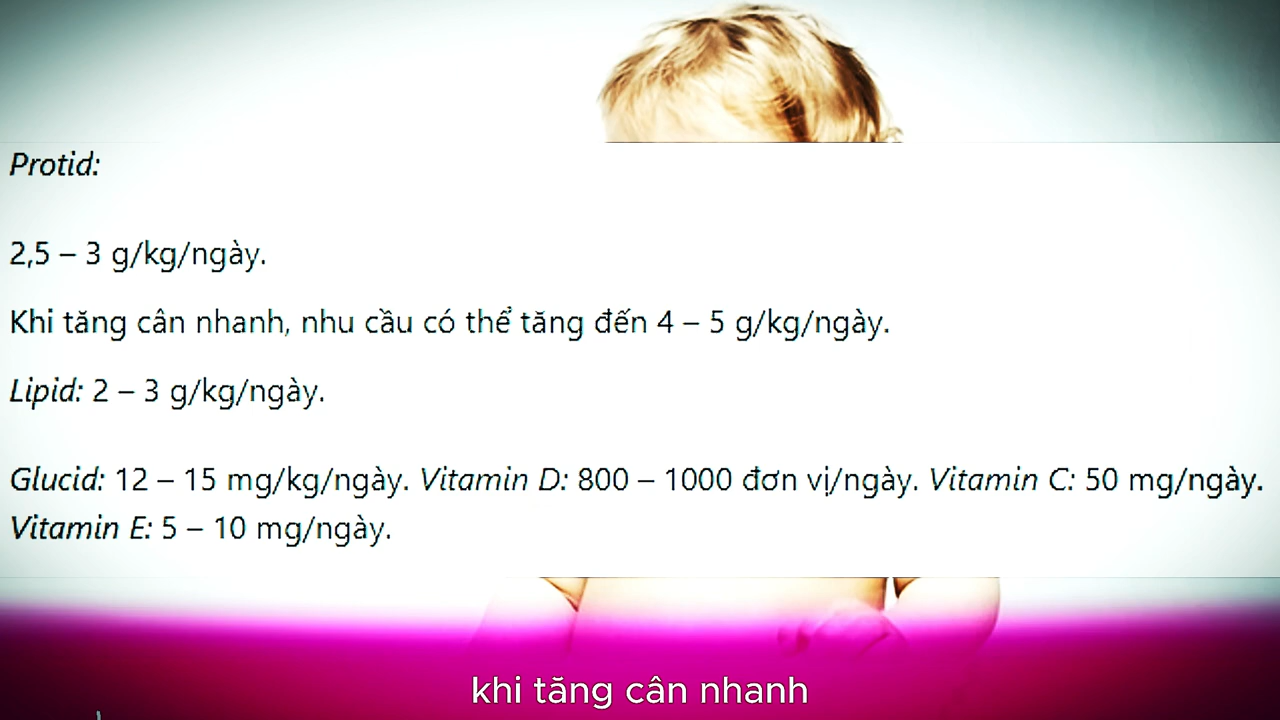 Protid:
2,5 – 3 g/kg/ngày.
Khi tăng cân nhanh, nhu cầu có thể tăng đến 4 – 5 g/kg/ngày.
Lipid: 2 – 3 g/kg/ngày.
Glucid: 12 – 15 mg/kg/ngày. Vitamin D: 800 – 1000 đơn vị/ngày. Vitamin C: 50 mg/ngày.
Vitamin E: 5 – 10 mg/ngày.
khi tăng cân nhanh